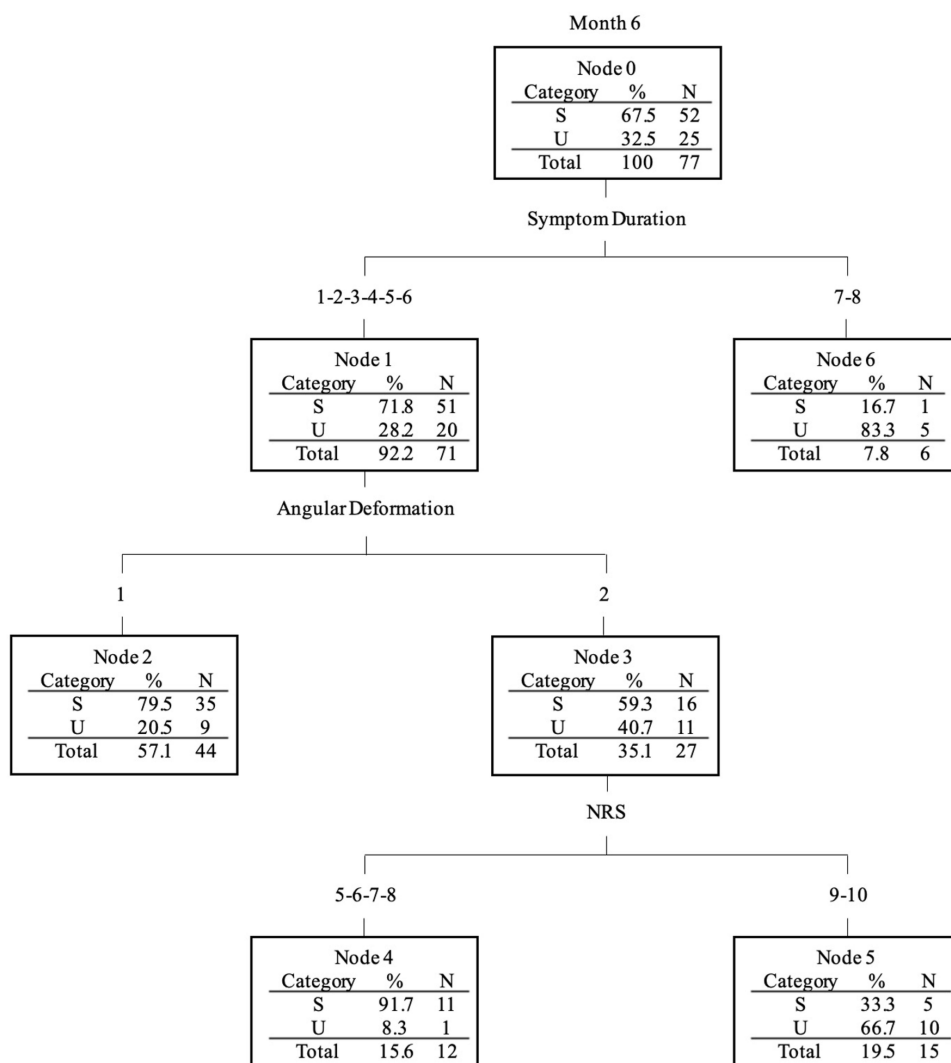 Month 6
Node 0
Category % N
S 67.5 52
U 32.5 25
Total 100 77
Symptom Duration
1-2-3-4-5-6
7-8
Node 1
Category % N
S 71.8 51
U 28.2 20
Total 92.2 71
Node 6
Category % N
S 16.7 1
U 83.3 5
Total 7.8 6
Angular Deformation
1
2
Node 2
Category % N
S 79.5 35
U 20.5 9
Total 57.1 44
Node 3
Category % N
S 59.3 16
U 40.7 11
Total 35.1 27
NRS
5-6-7-8
9-10
Node 4
Category % N
S 91.7 11
U 8.3 1
Total 15.6 12
Node 5
Category % N
S 33.3 5
U 66.7 10
Total 19.5 15